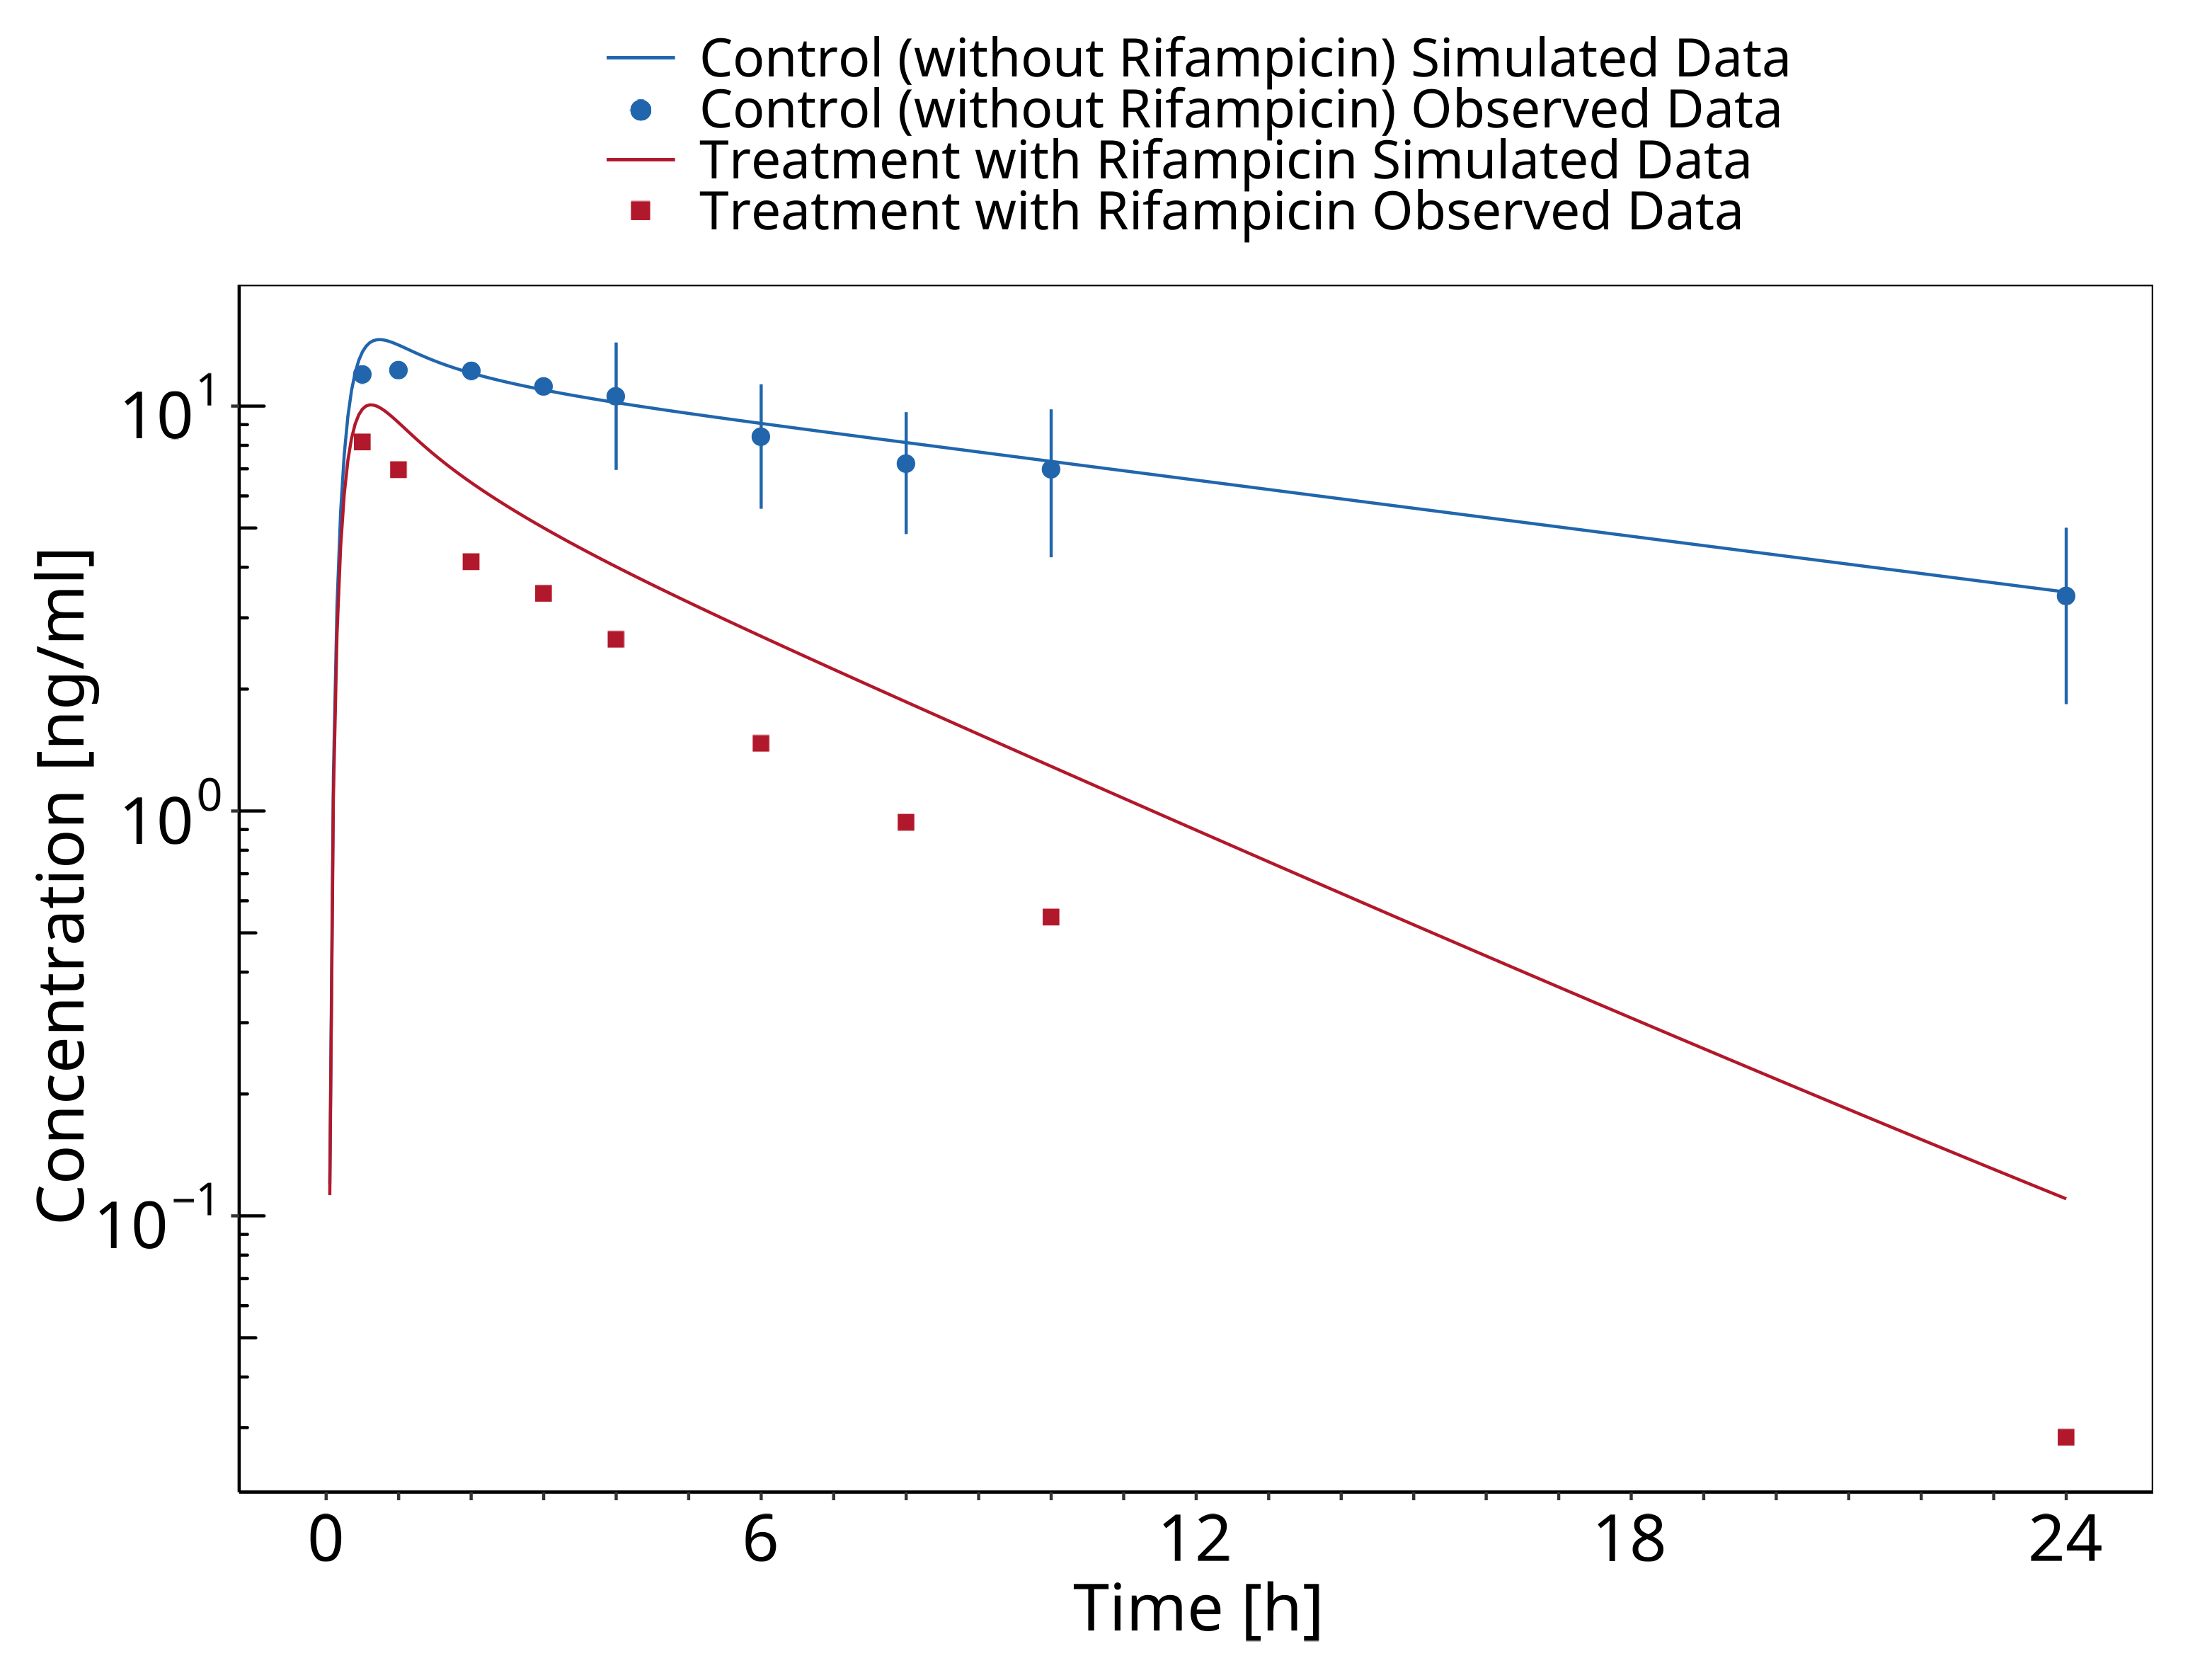 Control (without Rifampicin) Simulated Data
Control (without Rifampicin) Observed Data
Treatment with Rifampicin Simulated Data
Treatment with Rifampicin Observed Data
Concentration [ng/ml]
10¹
10⁰
10⁻¹
0 6 12 18 24
Time [h]